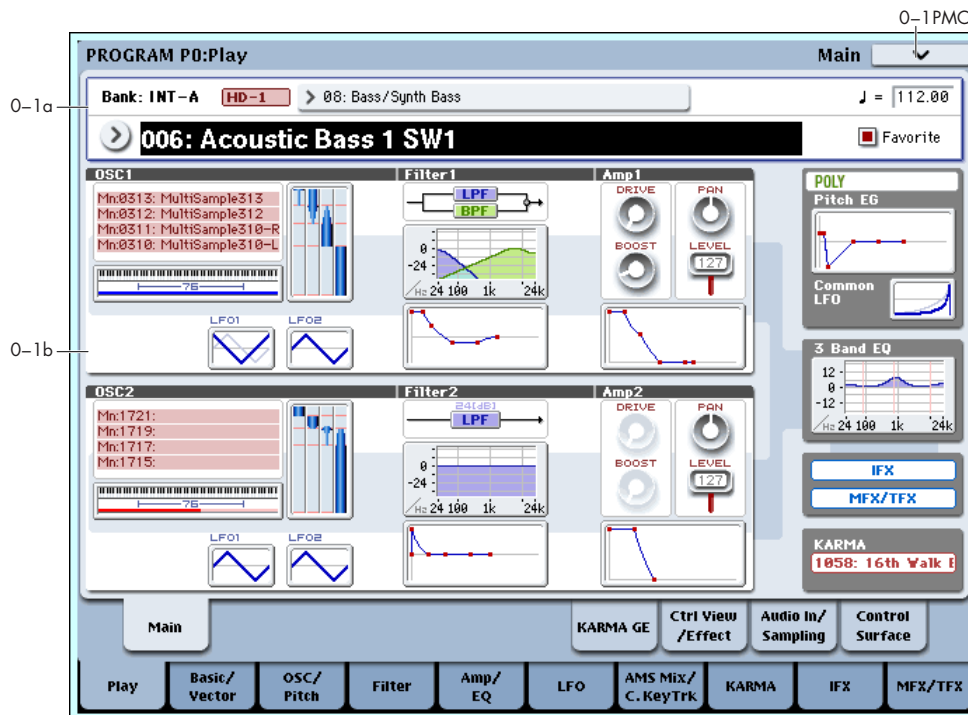 0-1PMC
PROGRAM P0:Play
Main
0-1a
Bank: INT-A
HD-1
08: Bass/Synth Bass
♩ = 112.00
006: Acoustic Bass 1 SW1
Favorite
OSC1
Filter1
Amp1
Mn:0313: MultiSample313
Mn:0312: MultiSample312
Mn:0311: MultiSample310-R
Mn:0310: MultiSample310-L
76
LPF
BPF
0
-24
Hz 24 100 1k 24k
DRIVE
PAN
BOOST
LEVEL
127
POLY
Pitch EG
Common
LFO
LFO1
LFO2
0-1b
3 Band EQ
12
0
-12
Hz 24 100 1k 24k
OSC2
Filter2
Amp2
Mn:1721:
Mn:1719:
Mn:1717:
Mn:1715:
76
24[dB]
LPF
0
-24
Hz 24 100 1k 24k
DRIVE
PAN
BOOST
LEVEL
127
IFX
MFX/TFX
LFO1
LFO2
KARMA
1058: 16th Walk
Main
KARMA GE
Ctrl View
/Effect
Audio In/
Sampling
Control
Surface
Play
Basic/
Vector
OSC/
Pitch
Filter
Amp/
EQ
LFO
AMS Mix/
C.KeyTrk
KARMA
IFX
MFX/TFX